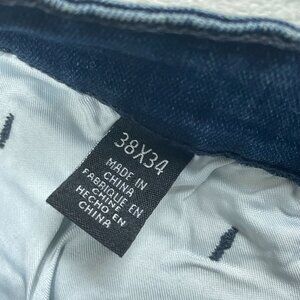 38X34
MADE IN
CHINA
FABRIQUE EN
CHINE
HECHO EN
CHINA